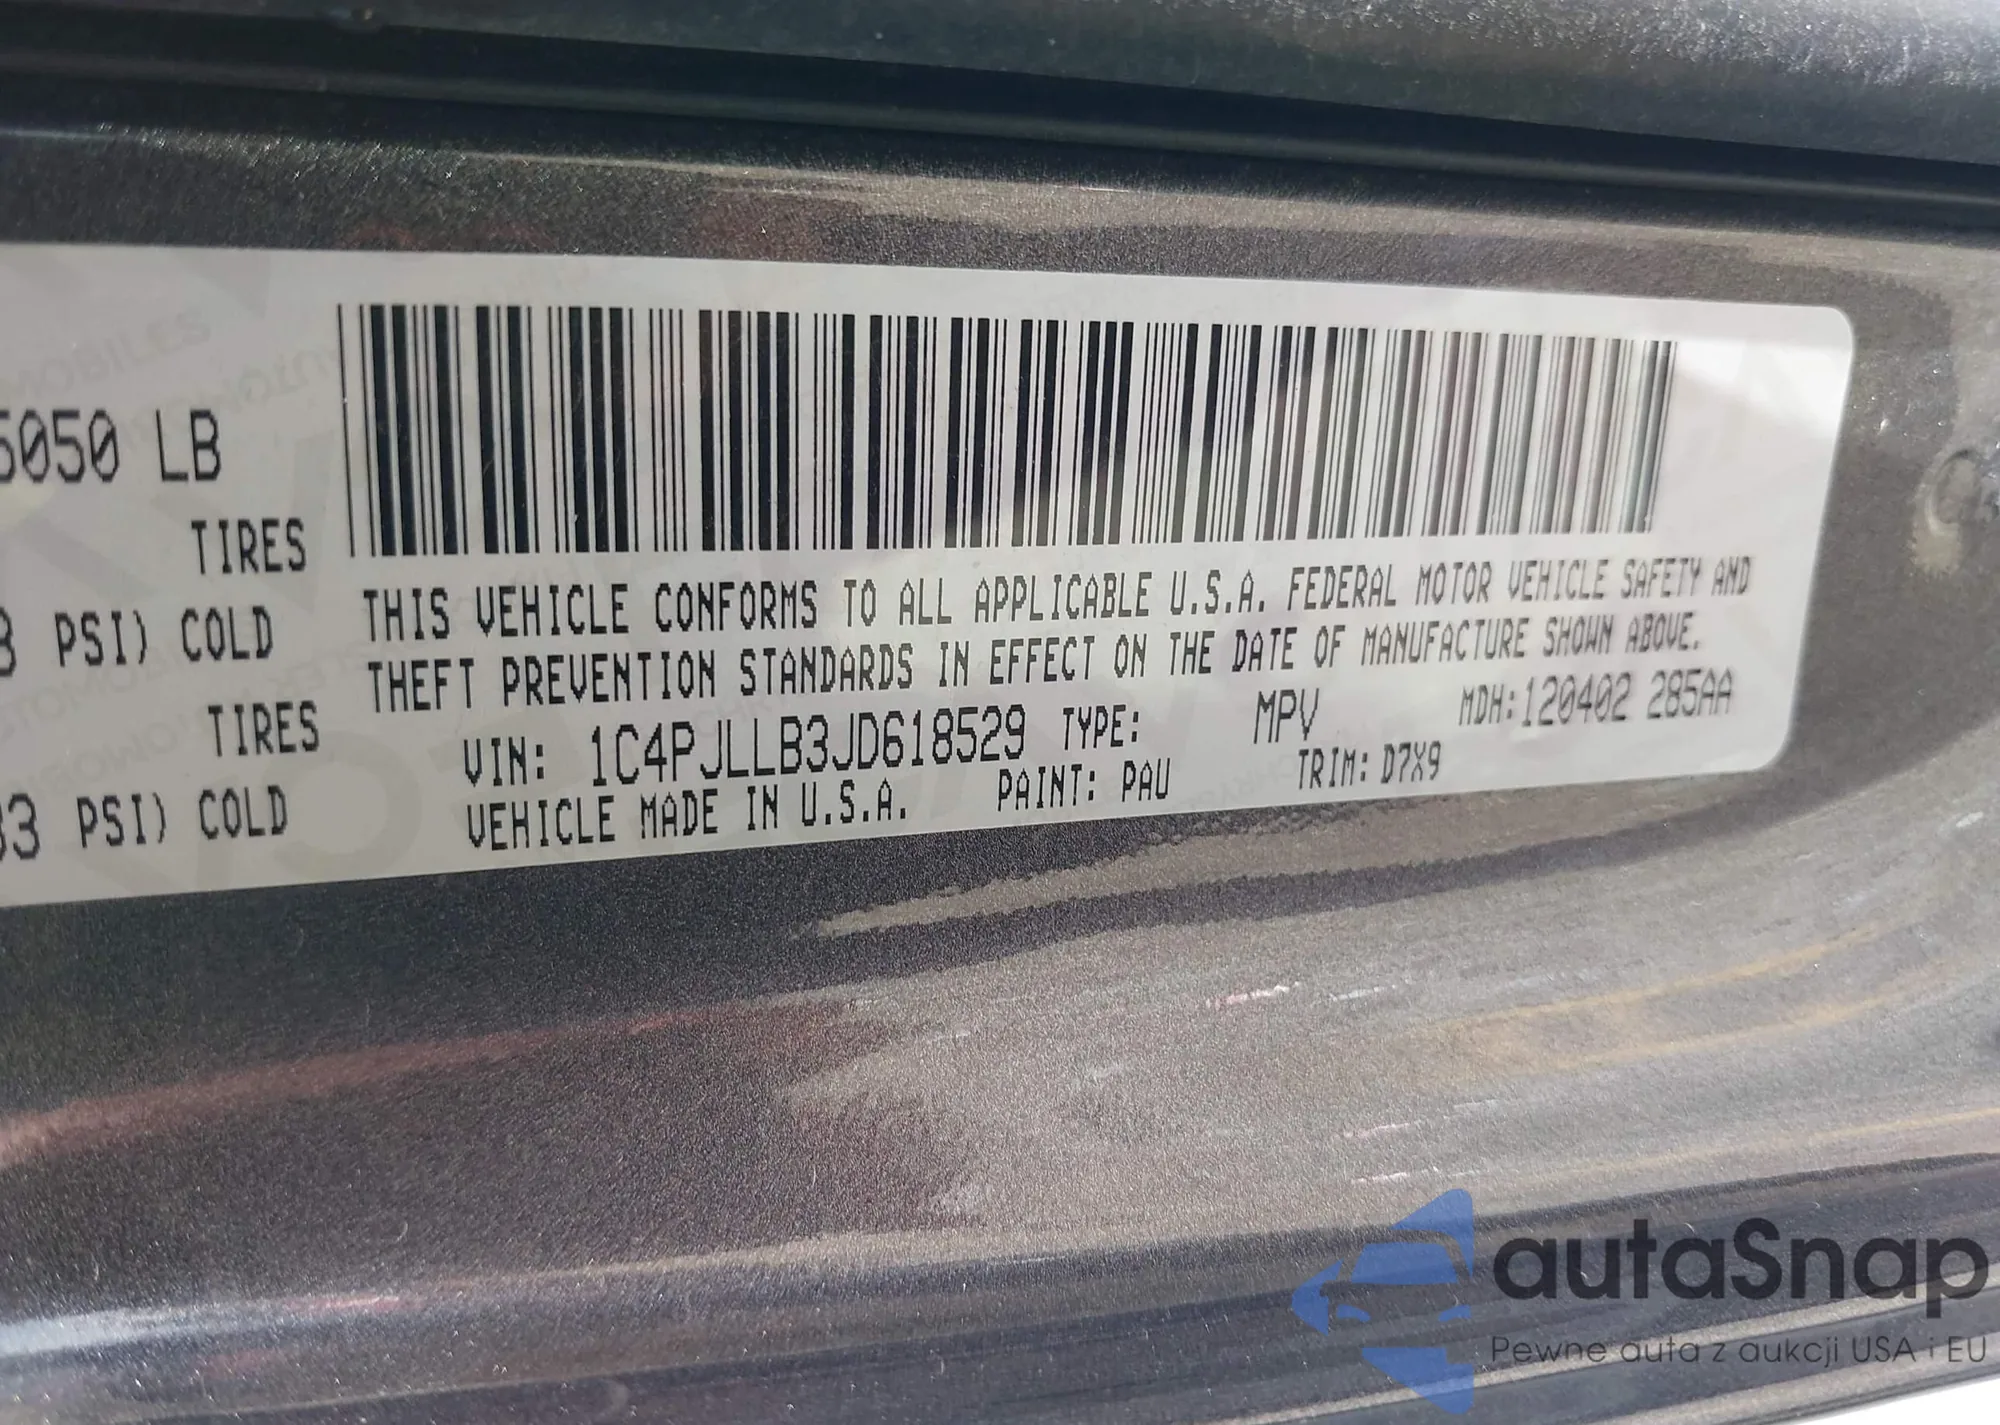 5050 LB
TIRES
PSI) COLD
TIRES
33 PSI) COLD
THIS VEHICLE CONFORMS TO ALL APPLICABLE U.S.A. FEDERAL MOTOR VEHICLE SAFETY AND
THEFT PREVENTION STANDARDS IN EFFECT ON THE DATE OF MANUFACTURE SHOWN ABOVE.
VIN: 1C4PJLLB3JD618529 TYPE: MPV MDH:120402 285AA
VEHICLE MADE IN U.S.A. PAINT: PAU TRIM: D7X9
autaSnap
Pewne auta z aukcji USA i EU